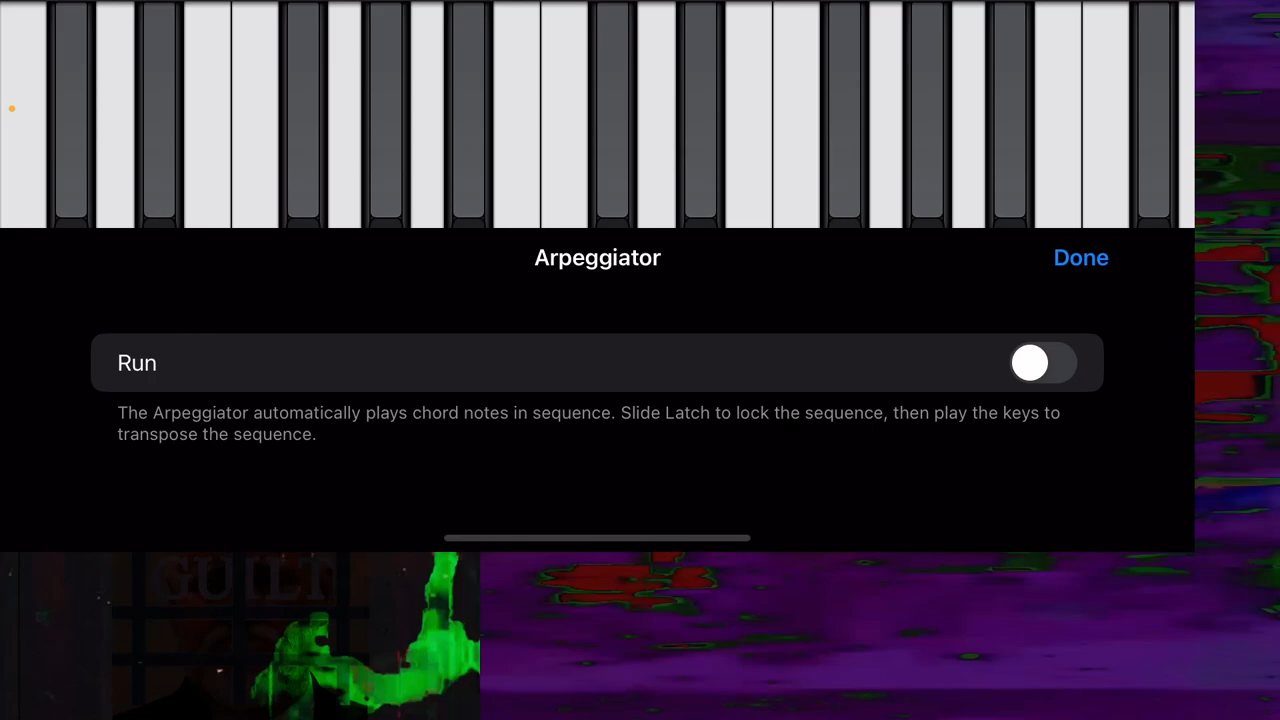 Arpeggiator
Done
Run
The Arpeggiator automatically plays chord notes in sequence. Slide Latch to lock the sequence, then play the keys to
transpose the sequence.
GUILT